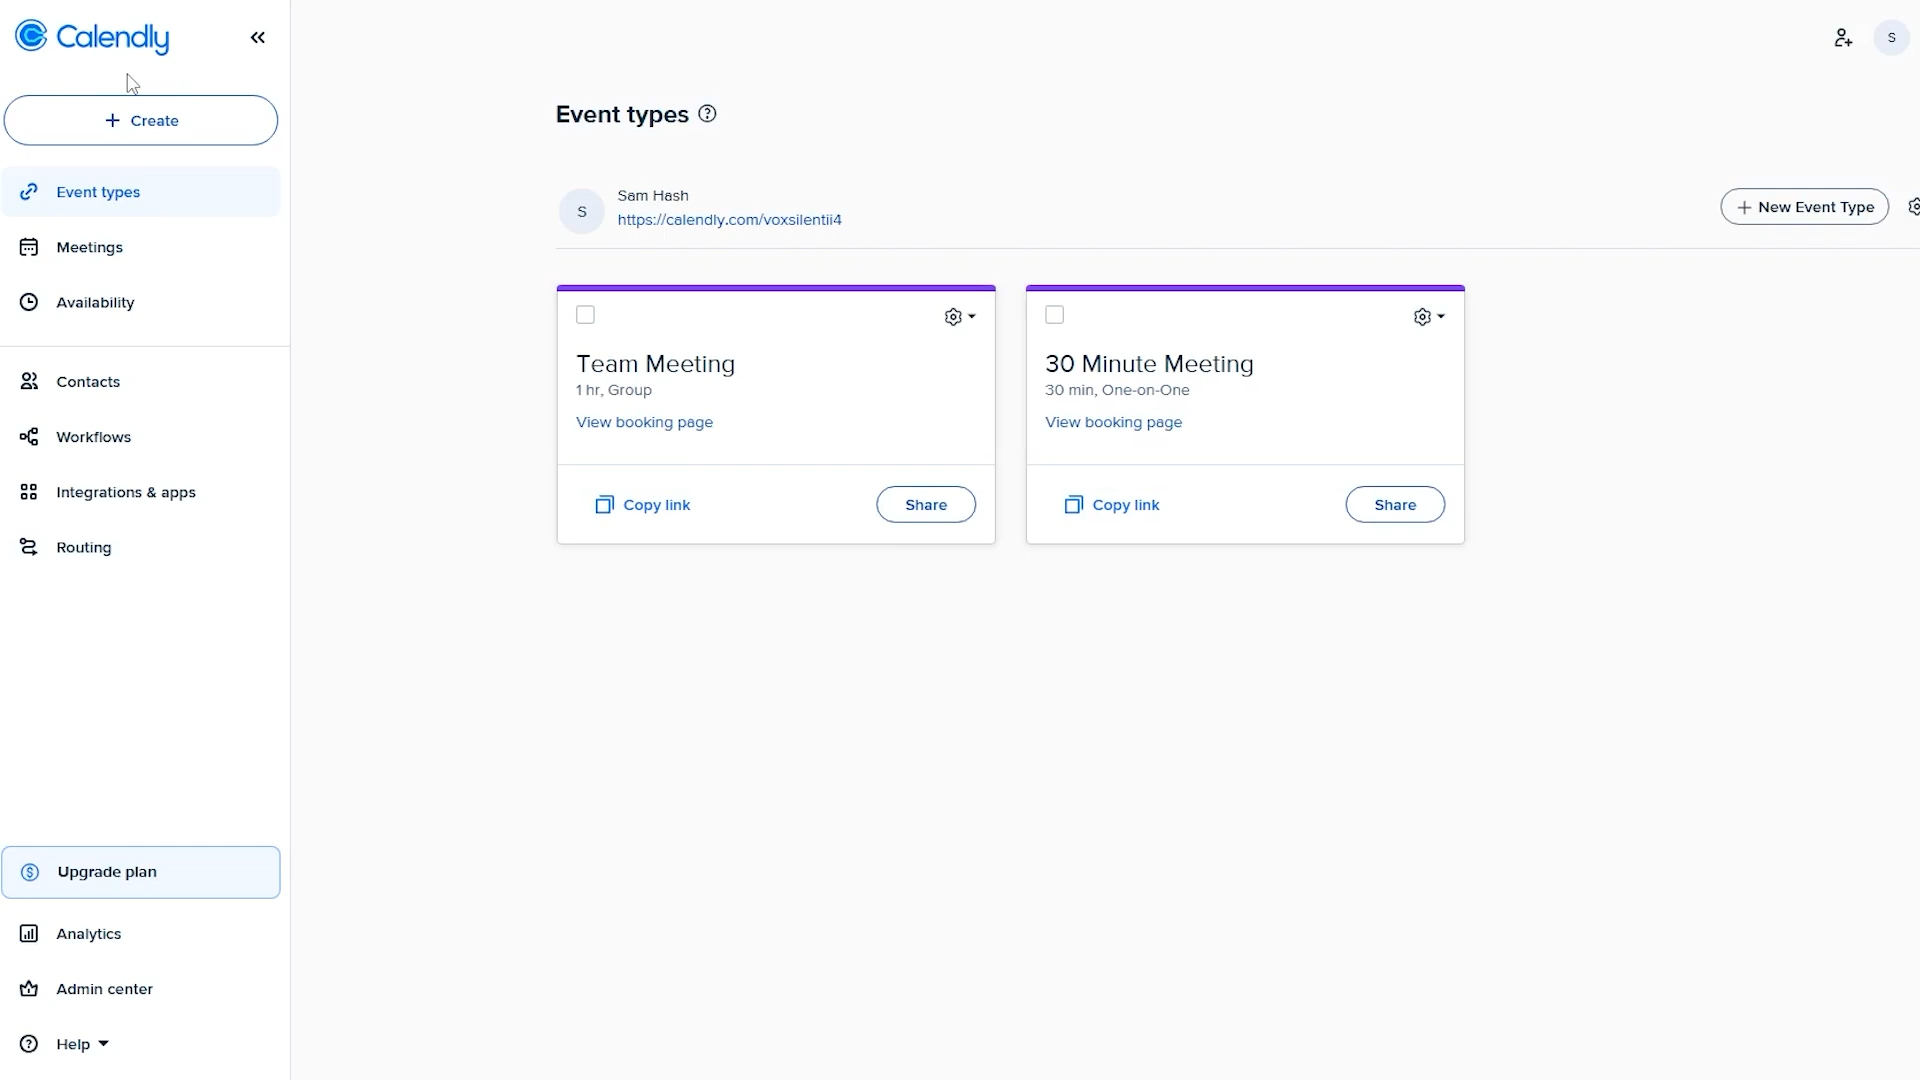 Calendly
Create
Event types
Meetings
Availability
Contacts
Workflows
Integrations & apps
Routing
Upgrade plan
Analytics
Admin center
Help
S
Event types
S
Sam Hash
https://calendly.com/voxsilentii4
New Event Type
Team Meeting
1 hr, Group
View booking page
Copy link
Share
30 Minute Meeting
30 min, One-on-One
View booking page
Copy link
Share